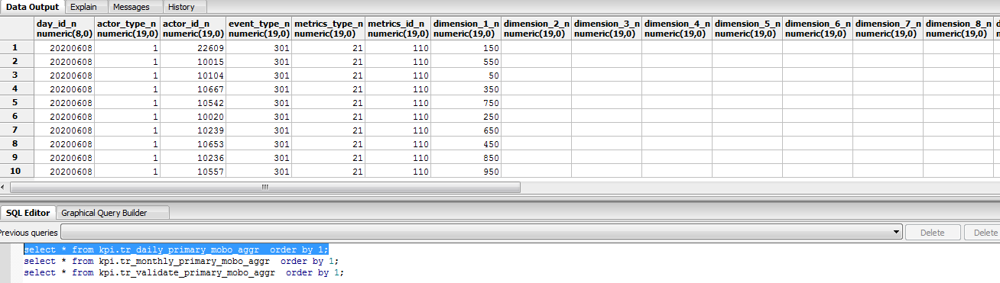 Data Output Explain Messages History
day_id_n actor_type_n actor_id_n event_type_n metrics_type_n metrics_id_n dimension_1_n dimension_2_n dimension_3_n dimension_4_n dimension_5_n dimension_6_n dimension_7_n dimension_8_n d
numeric(8,0) numeric(19,0) numeric(19,0) numeric(19,0) numeric(19,0) numeric(19,0) numeric(19,0) numeric(19,0) numeric(19,0) numeric(19,0) numeric(19,0) numeric(19,0) numeric(19,0) numeric(19,0)
1 20200608 1 22609 301 21 110 150
2 20200608 1 10015 301 21 110 550
3 20200608 1 10104 301 21 110 50
4 20200608 1 10667 301 21 110 350
5 20200608 1 10542 301 21 110 750
6 20200608 1 10020 301 21 110 250
7 20200608 1 10239 301 21 110 650
8 20200608 1 10653 301 21 110 450
9 20200608 1 10236 301 21 110 850
10 20200608 1 10557 301 21 110 950
SQL Editor Graphical Query Builder
Previous queries Delete Delete
select * from kpi.tr_daily_primary_mobo_aggr  order by 1;
select * from kpi.tr_monthly_primary_mobo_aggr  order by 1;
select * from kpi.tr_validate_primary_mobo_aggr  order by 1;